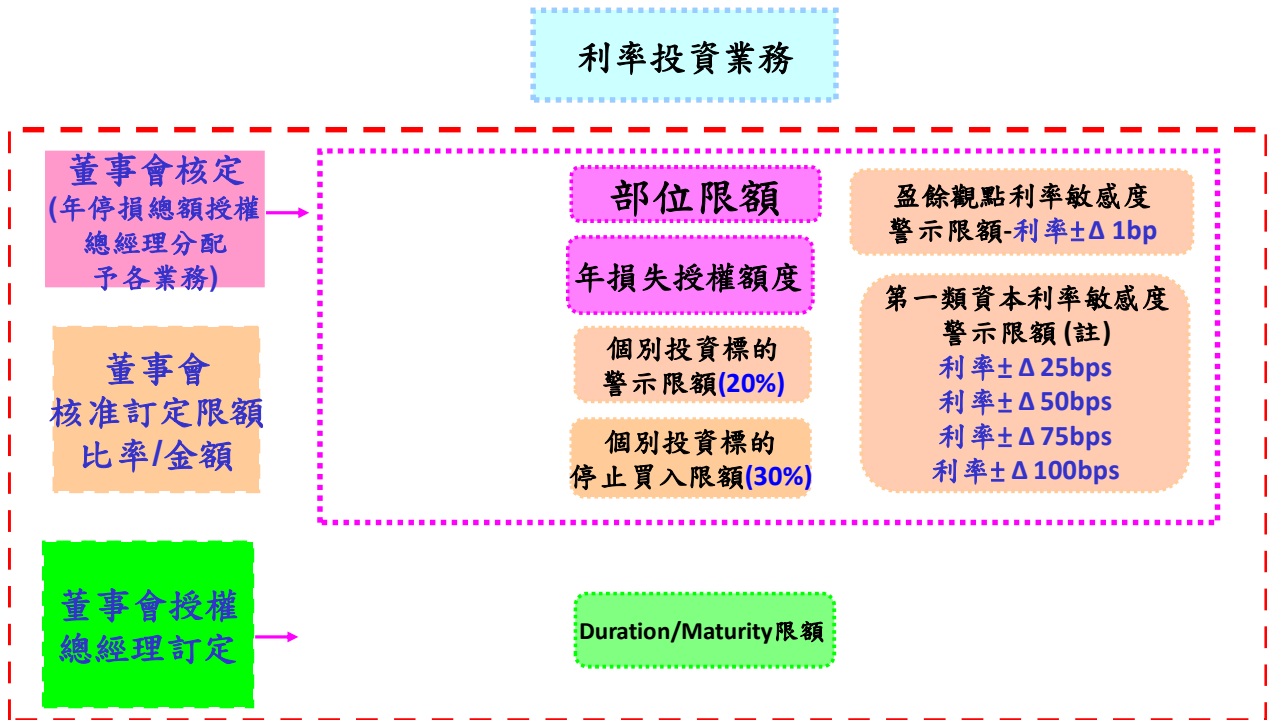 利率投資業務
董事會核定
(年停損總額授權
總經理分配
予各業務)
董事會
核准訂定限額
比率/金額
董事會授權
總經理訂定
部位限額
年損失授權額度
個別投資標的
警示限額(20%)
個別投資標的
停止買入限額(30%)
盈餘觀點利率敏感度
警示限額-利率±Δ 1bp
第一類資本利率敏感度
警示限額 (註)
利率± Δ 25bps
利率± Δ 50bps
利率± Δ 75bps
利率± Δ 100bps
Duration/Maturity限額